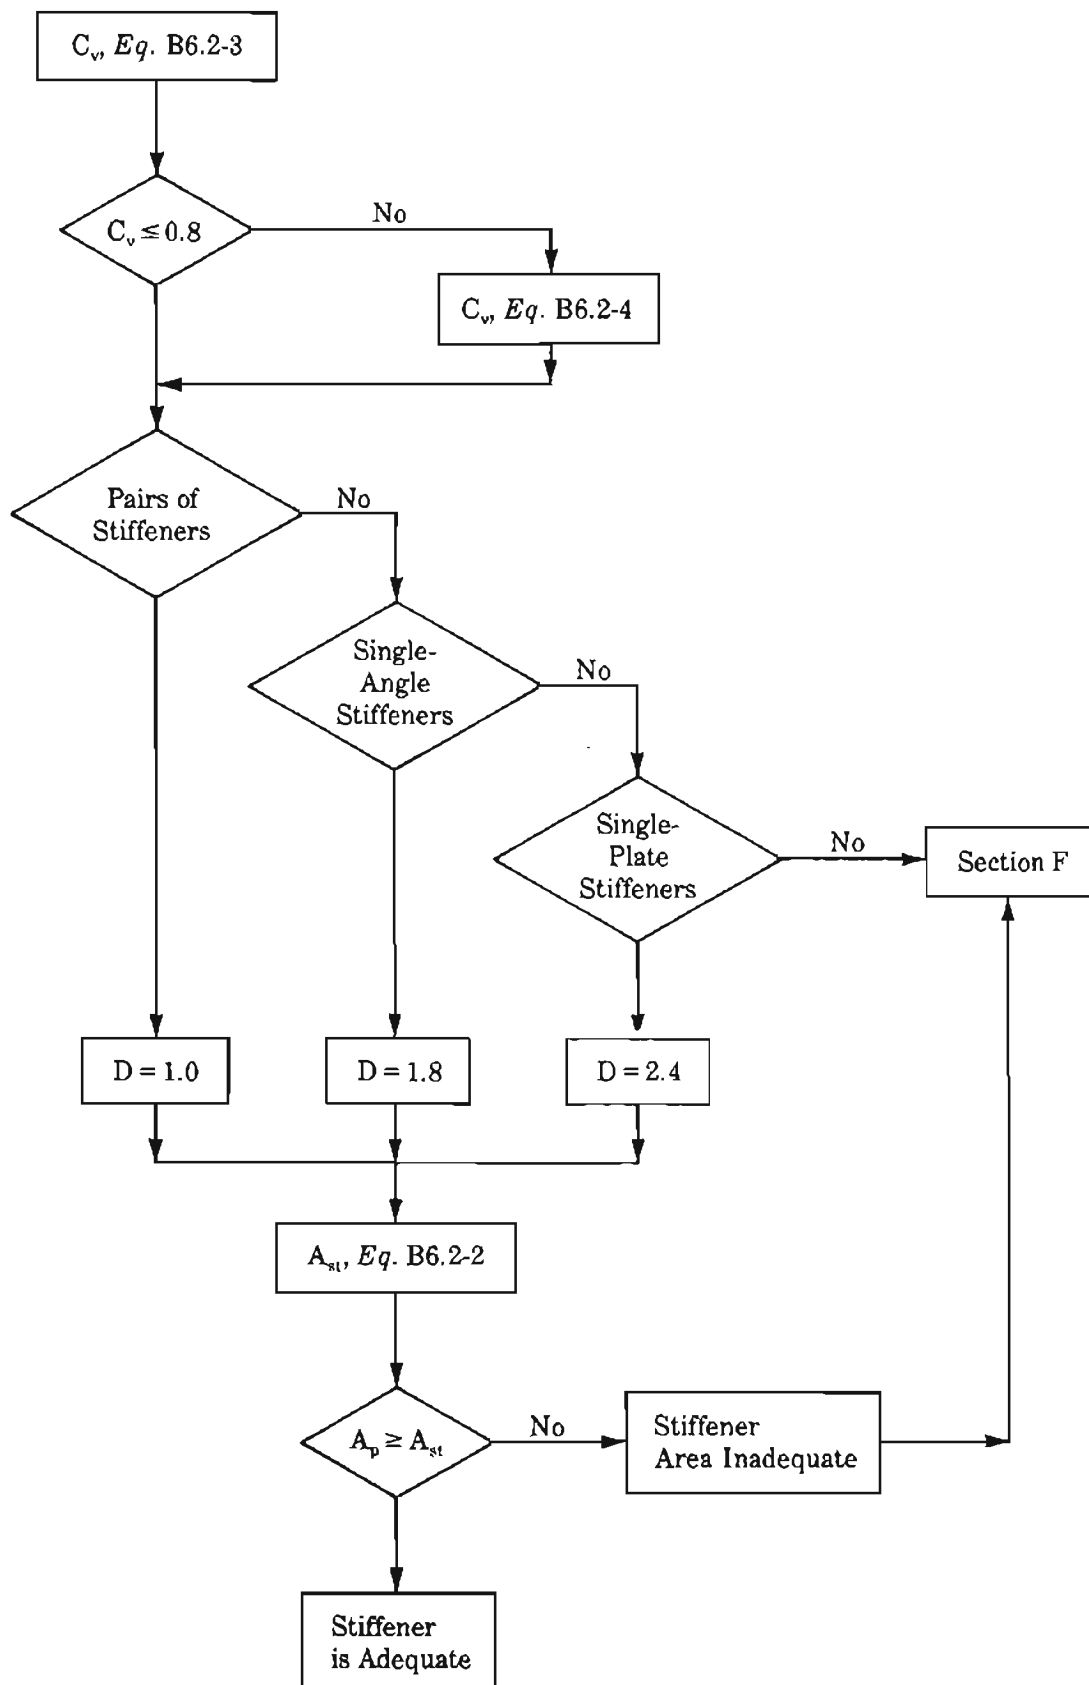 Cv, Eq. B6.2-3
Cv ≤ 0.8
No
Cv, Eq. B6.2-4
Pairs of
Stiffeners
No
Single-
Angle
Stiffeners
No
Single-
Plate
Stiffeners
No
Section F
D = 1.0
D = 1.8
D = 2.4
Ast, Eq. B6.2-2
Ap ≥ Ast
No
Stiffener
Area Inadequate
Stiffener
is Adequate